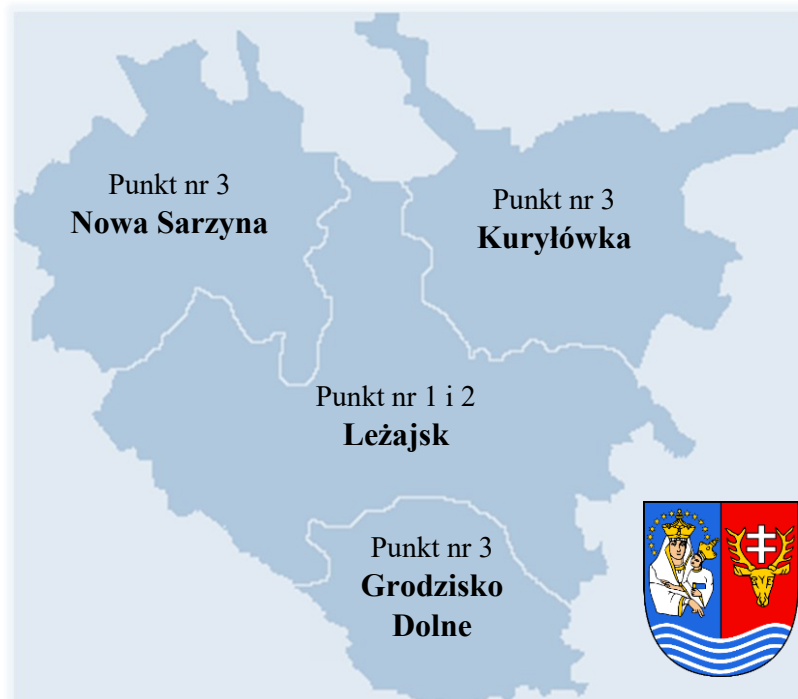 Punkt nr 3
Nowa Sarzyna
Punkt nr 3
Kuryłówka
Punkt nr 1 i 2
Leżajsk
Punkt nr 3
Grodzisko
Dolne